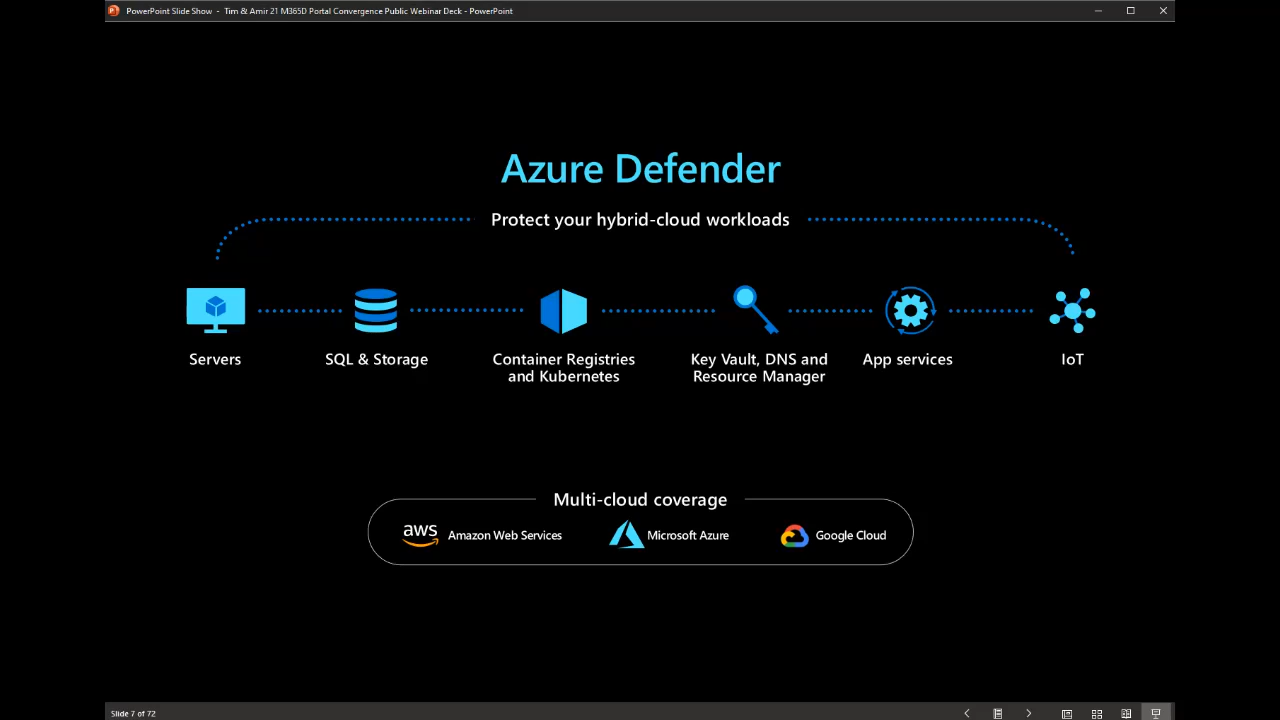 PowerPoint Slide Show - Tim & Amir 21 M365D Portal Convergence Public Webinar Deck - PowerPoint
Azure Defender
Protect your hybrid-cloud workloads
Servers
SQL & Storage
Container Registries
and Kubernetes
Key Vault, DNS and
Resource Manager
App services
IoT
Multi-cloud coverage
aws
Amazon Web Services
Microsoft Azure
Google Cloud
Slide 7 of 72